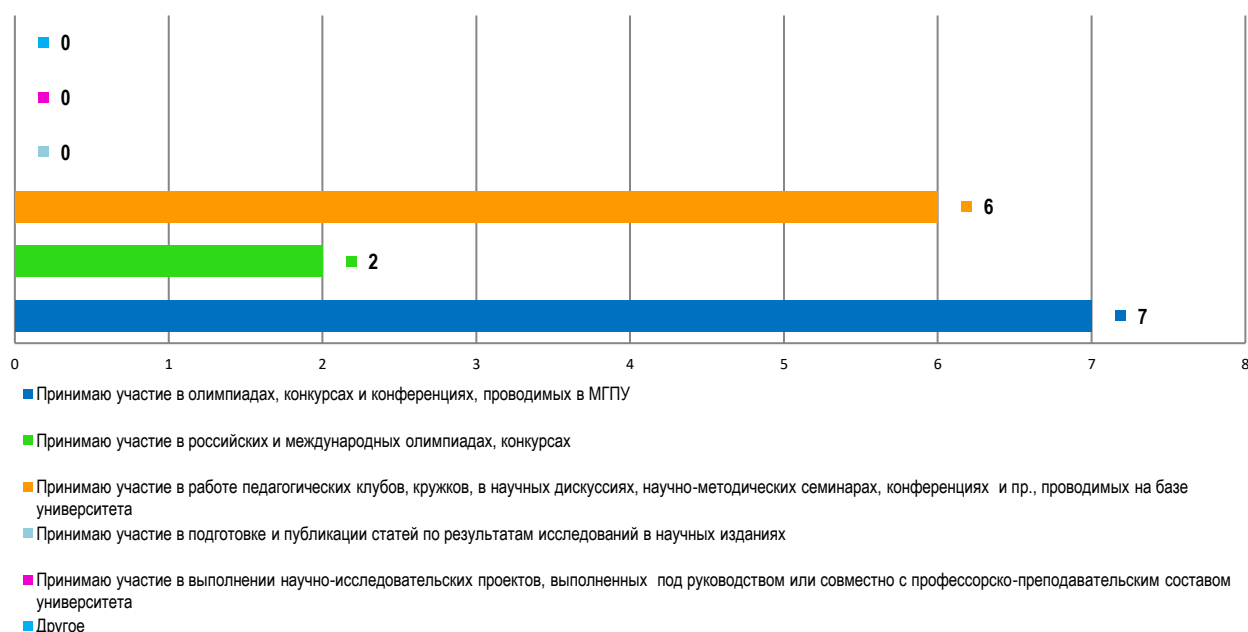 0
0
0
6
2
7
0 1 2 3 4 5 6 7 8
Принимаю участие в олимпиадах, конкурсах и конференциях, проводимых в МГПУ
Принимаю участие в российских и международных олимпиадах, конкурсах
Принимаю участие в работе педагогических клубов, кружков, в научных дискуссиях, научно-методических семинарах, конференциях и пр., проводимых на базе
университета
Принимаю участие в подготовке и публикации статей по результатам исследований в научных изданиях
Принимаю участие в выполнении научно-исследовательских проектов, выполненных под руководством или совместно с профессорско-преподавательским составом
университета
Другое